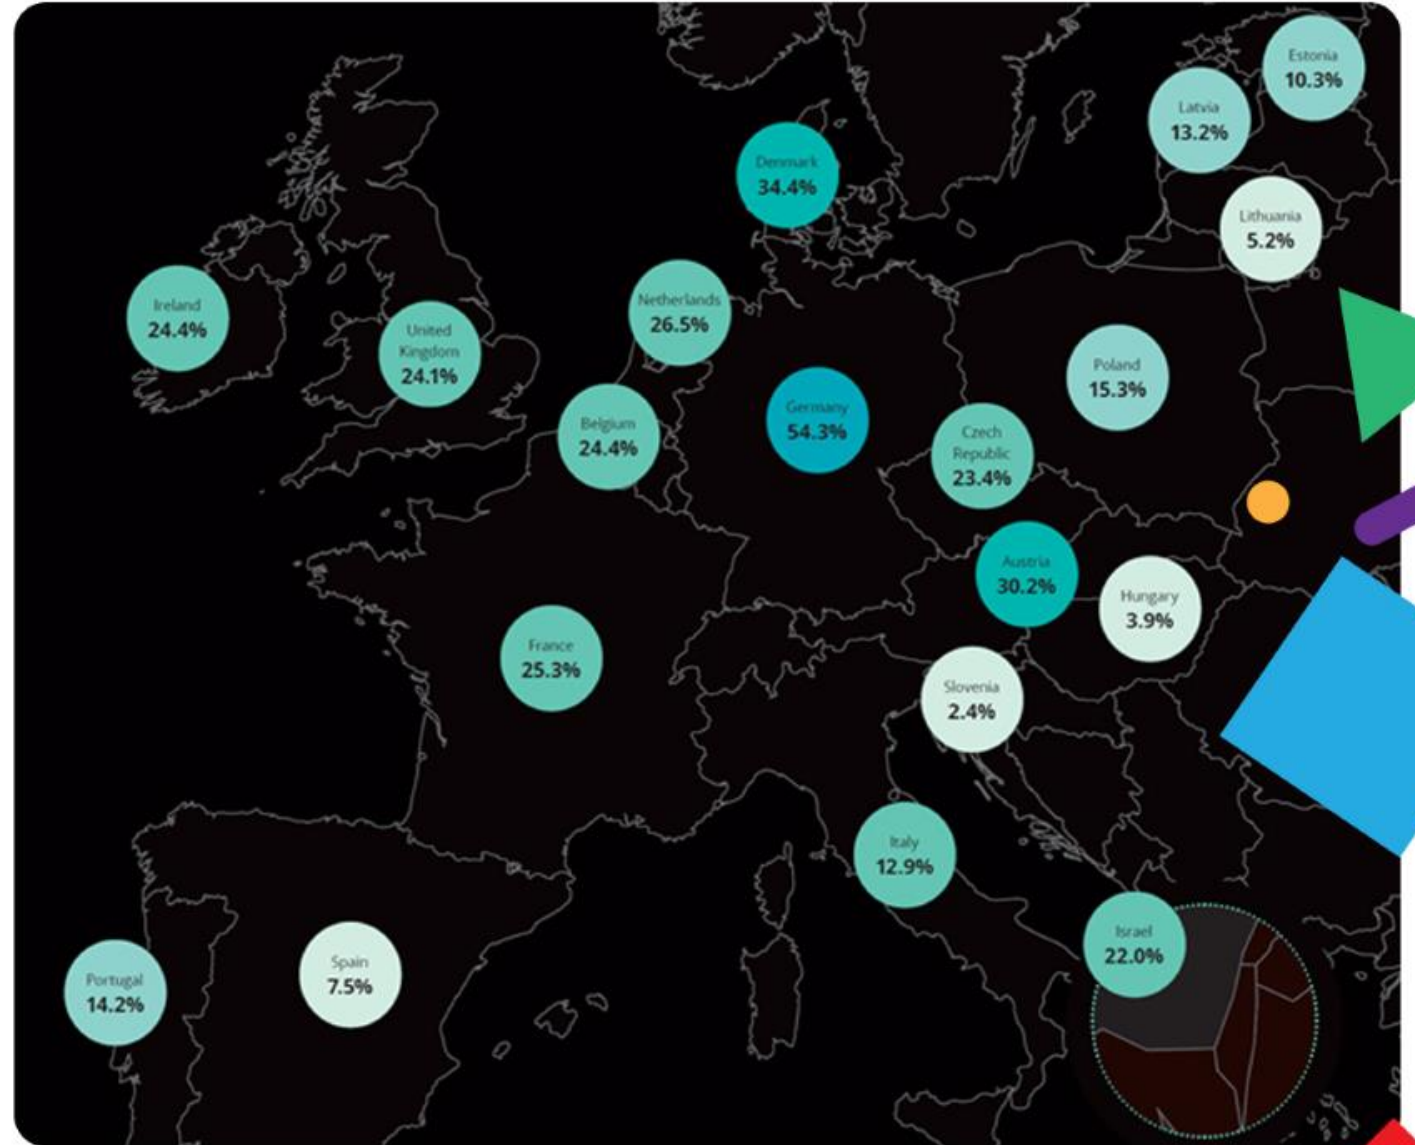 Estonia
10.3%
Latvia
13.2%
Denmark
34.4%
Lithuania
5.2%
Ireland
24.4%
United
Kingdom
24.1%
Netherlands
26.5%
Belgium
24.4%
Germany
54.3%
Poland
15.3%
Czech
Republic
23.4%
Austria
30.2%
Hungary
3.9%
France
25.3%
Slovenia
2.4%
Italy
12.9%
Israel
22.0%
Spain
7.5%
Portugal
14.2%